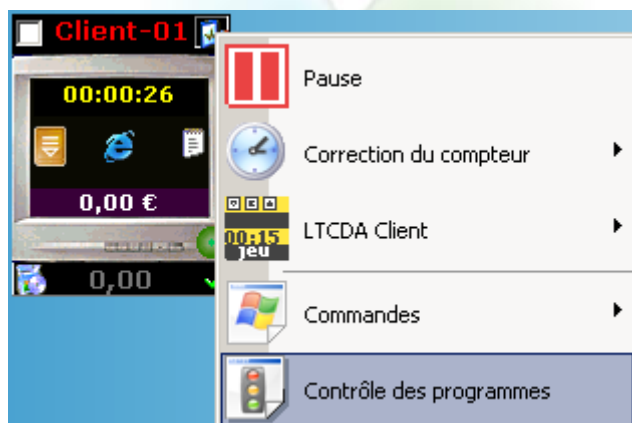 Client-01
00:00:26
0,00 €
0,00
Pause
Correction du compteur
00:15
jeu
LTCDA Client
Commandes
Contrôle des programmes